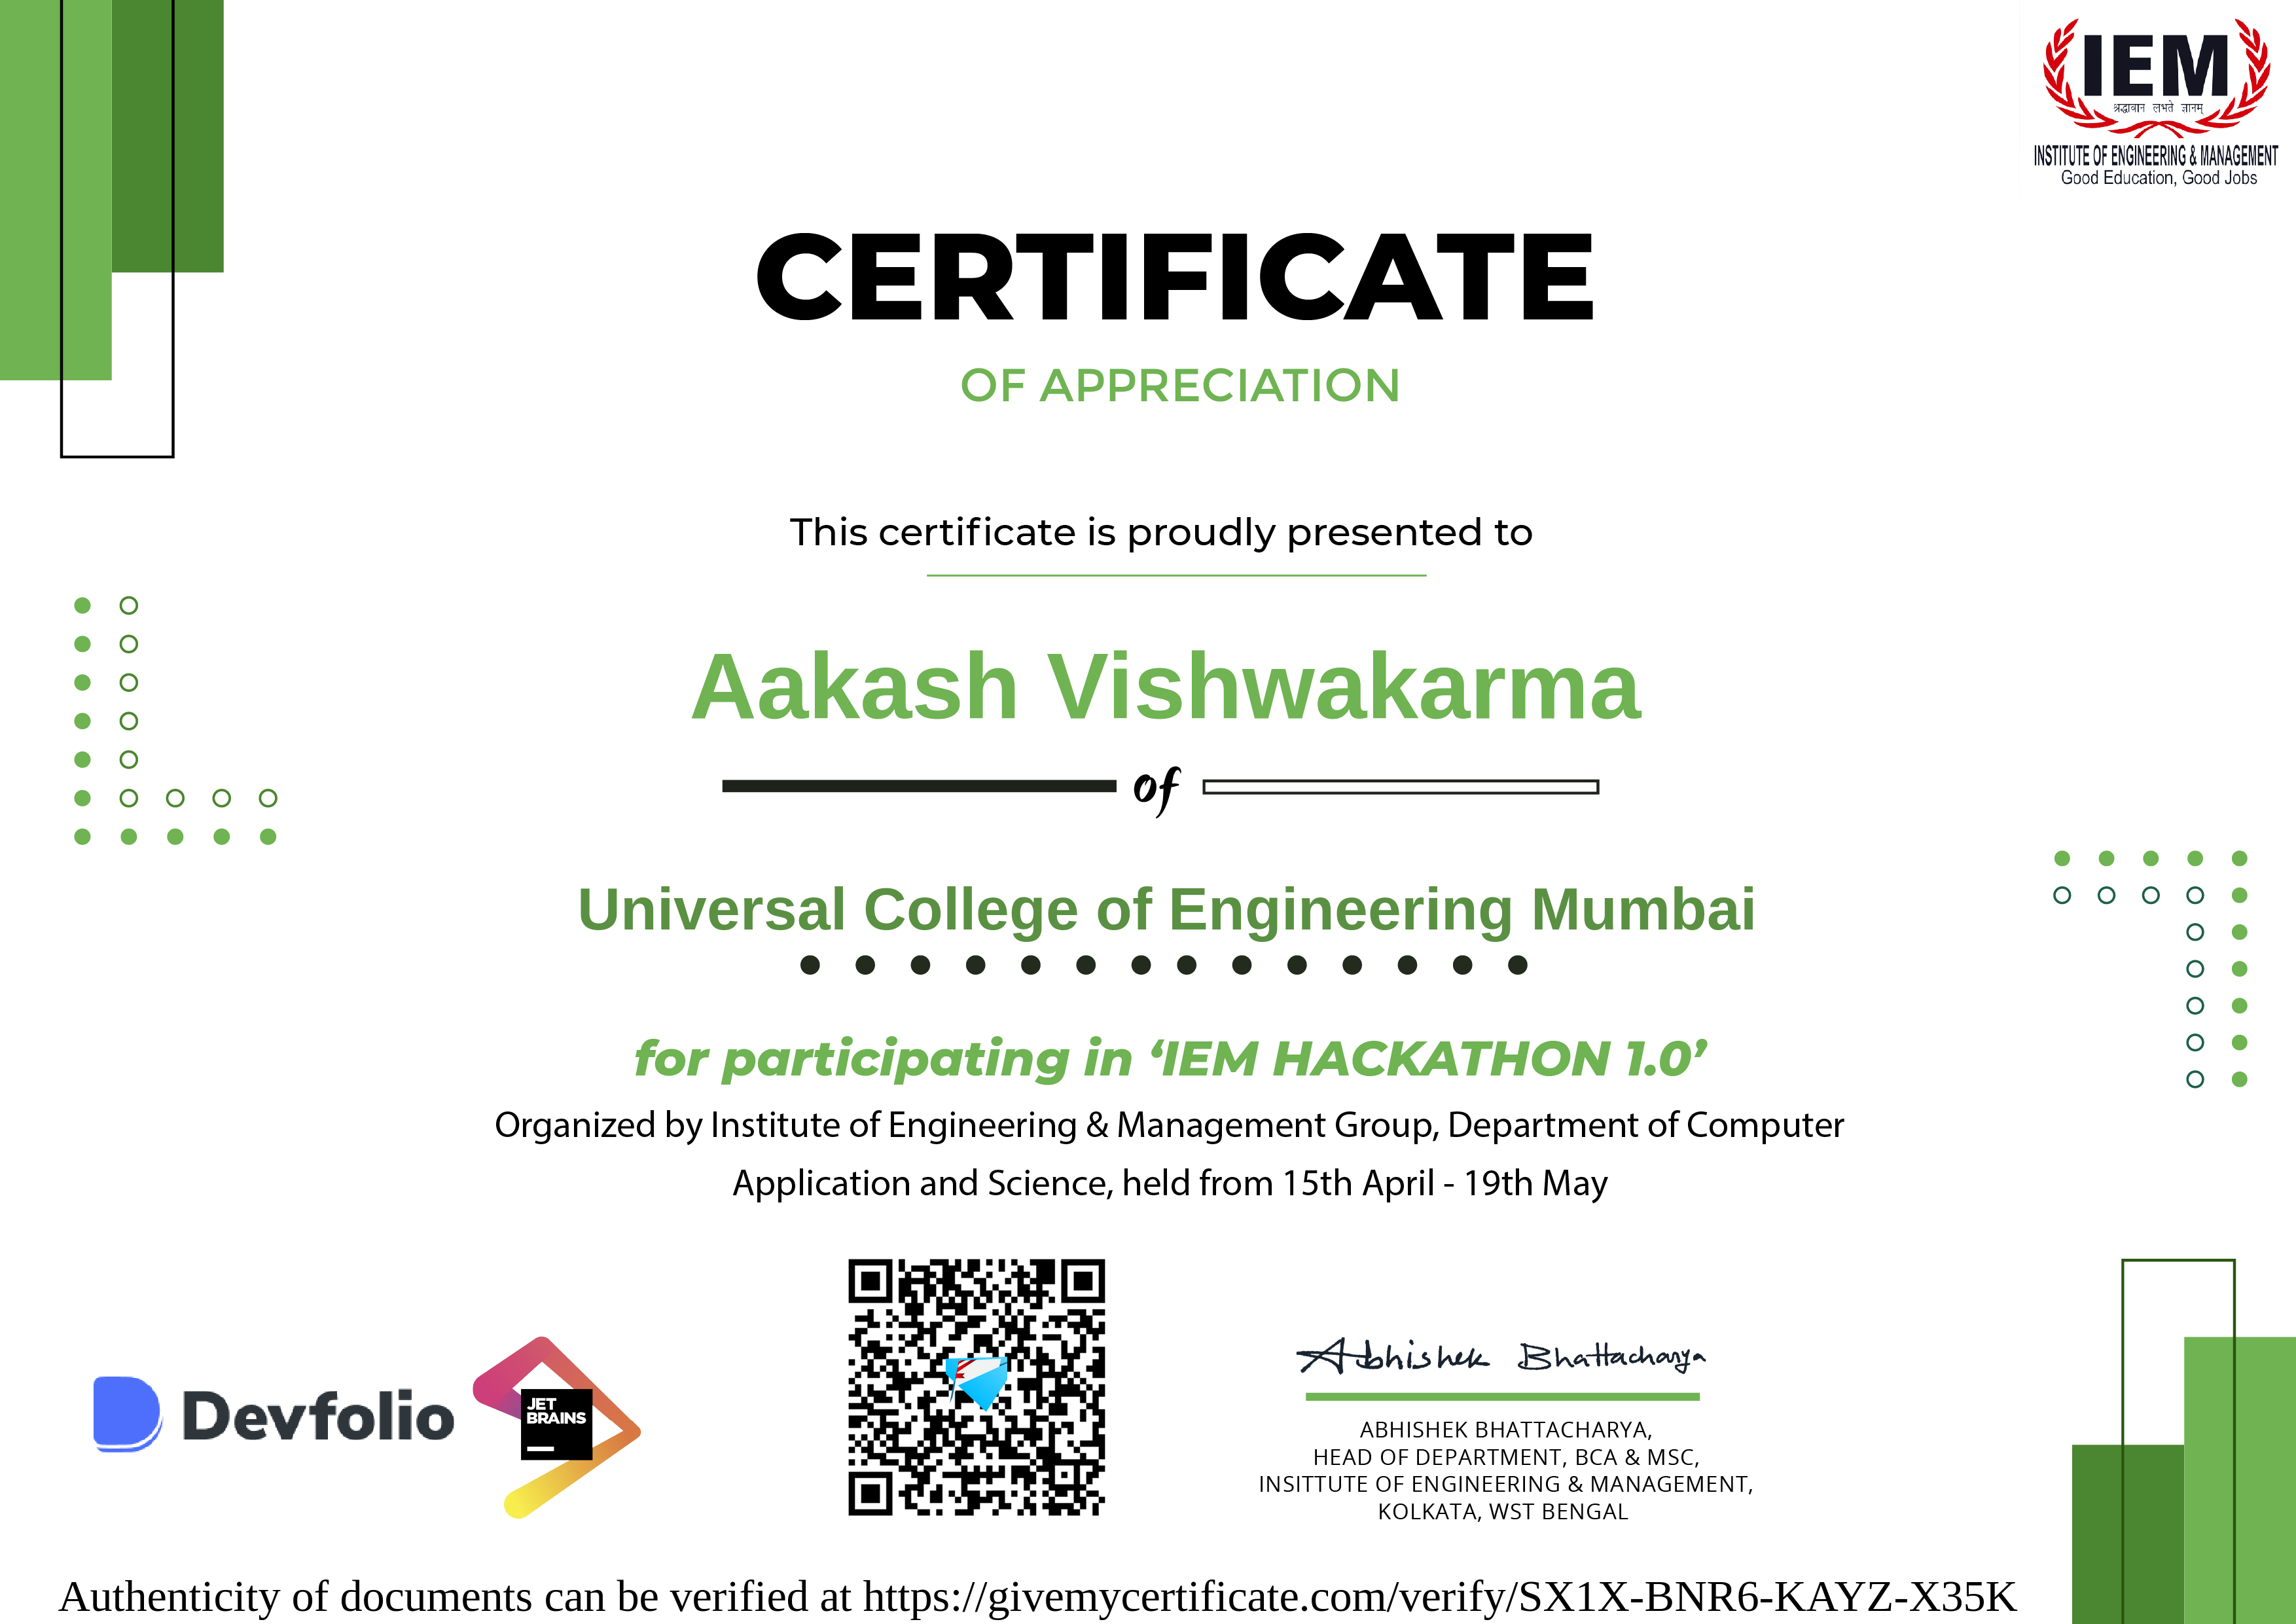 IEM
श्रद्धावान लभते ज्ञानम्
INSTITUTE OF ENGINEERING & MANAGEMENT
Good Education, Good Jobs
CERTIFICATE
OF APPRECIATION
This certificate is proudly presented to
Aakash Vishwakarma
of
Universal College of Engineering Mumbai
for participating in ‘IEM HACKATHON 1.0’
Organized by Institute of Engineering & Management Group, Department of Computer
Application and Science, held from 15th April - 19th May
Devfolio
JET
BRAINS
Abhishek Bhattacharya
ABHISHEK BHATTACHARYA,
HEAD OF DEPARTMENT, BCA & MSC,
INSITTUTE OF ENGINEERING & MANAGEMENT,
KOLKATA, WST BENGAL
Authenticity of documents can be verified at https://givemycertificate.com/verify/SX1X-BNR6-KAYZ-X35K